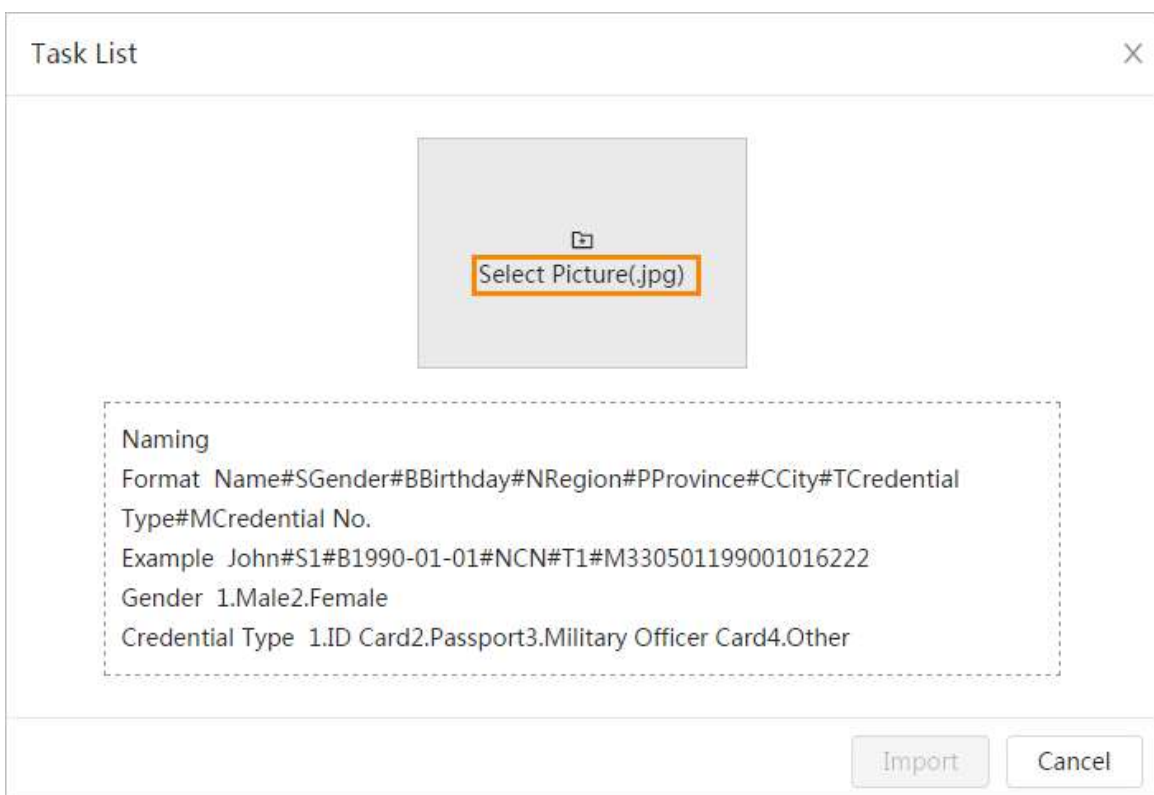 Task List
Select Picture(.jpg)
Naming
Format  Name#SGender#BBirthday#NRegion#PProvince#CCity#TCredential
Type#MCredential No.
Example  John#S1#B1990-01-01#NCN#T1#M330501199001016222
Gender  1.Male2.Female
Credential Type  1.ID Card2.Passport3.Military Officer Card4.Other
Import Cancel